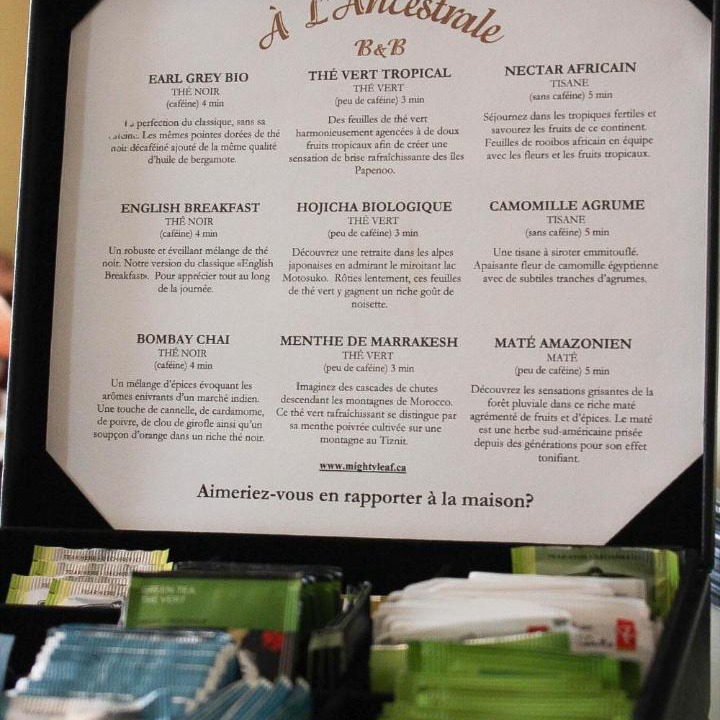 À L'Ancestrale
B&B
EARL GREY BIO
THÉ NOIR
(caféine) 4 min
La perfection du classique, sans sa
caféine. Les mêmes pointes dorées de thé
noir décaféiné ajouté de la même qualité
d'huile de bergamote.
THÉ VERT TROPICAL
THÉ VERT
(peu de caféine) 3 min
Des feuilles de thé vert
harmonieusement agencées à de doux
fruits tropicaux afin de créer une
sensation de brise rafraîchissante des îles
Papenoo.
NECTAR AFRICAIN
TISANE
(sans caféine) 5 min
Séjournez dans les tropiques fertiles et
savourez les fruits de ce continent.
Feuilles de rooibos africain en équipe
avec les fleurs et les fruits tropicaux.
ENGLISH BREAKFAST
THÉ NOIR
(caféine) 4 min
Un robuste et éveillant mélange de thé
noir. Notre version du classique «English
Breakfast». Pour apprécier tout au long
de la journée.
HOJICHA BIOLOGIQUE
THÉ VERT
(peu de caféine) 3 min
Découvrez une retraite dans les alpes
japonaises en admirant le miroitant lac
Motosuko. Rôties lentement, ces feuilles
de thé vert y gagnent un riche goût de
noisette.
CAMOMILLE AGRUME
TISANE
(sans caféine) 5 min
Une tisane à siroter emmitouflé.
Apaisante fleur de camomille égyptienne
avec de subtiles tranches d'agrumes.
BOMBAY CHAI
THÉ NOIR
(caféine) 4 min
Un mélange d'épices évoquant les
arômes enivrants d'un marché indien.
Une touche de cannelle, de cardamome,
de poivre, de clou de girofle ainsi qu'un
soupçon d'orange dans un riche thé noir.
MENTHE DE MARRAKESH
THÉ VERT
(peu de caféine) 3 min
Imaginez des cascades de chutes
descendant les montagnes de Morocco.
Ce thé vert rafraîchissant se distingue par
sa menthe poivrée cultivée sur une
montagne au Tiznit.
MATÉ AMAZONIEN
MATÉ
(peu de caféine) 5 min
Découvrez les sensations grisantes de la
forêt pluviale dans ce riche maté
agrémenté de fruits et d'épices. Le maté
est une herbe sud-américaine prisée
depuis des générations pour son effet
tonifiant.
www.mightyleaf.ca
Aimeriez-vous en rapporter à la maison?
GREEN TEA
THÉ VERT